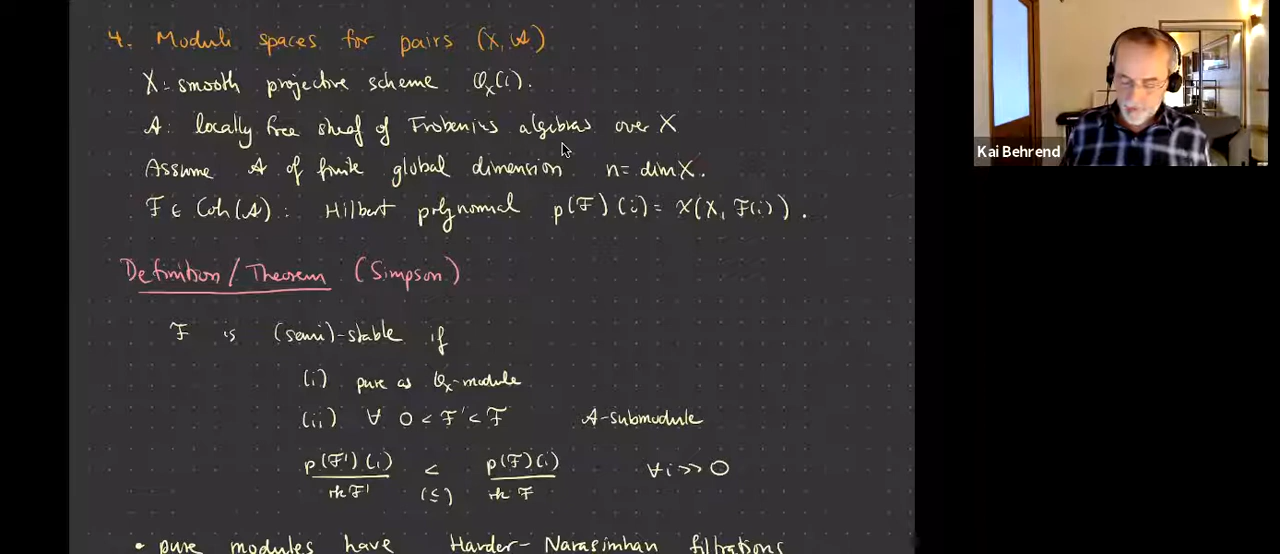 4. Moduli spaces for pairs (X, A)
X: smooth projective scheme O_X(1).
A: locally free sheaf of Frobenius algebras over X
Assume A of finite global dimension n = dim X.
F ∈ Coh(A): Hilbert polynomial p(F)(i) = χ(X, F(i)).
Definition/Theorem (Simpson)
F is (semi)-stable if
(i) pure as O_X-module
(ii) ∀ 0 < F' < F A-submodule
p(F')(i) / rk F' < (≤) p(F)(i) / rk F ∀ i >> 0
• pure modules have Harder-Narasimhan filtrations
Kai Behrend